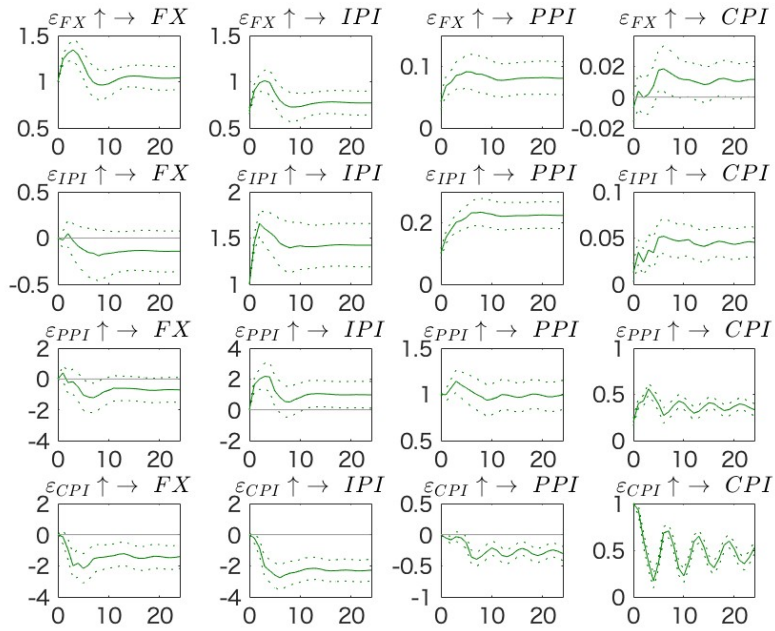 ε_FX ↑ → FX ε_FX ↑ → IPI ε_FX ↑ → PPI ε_FX ↑ → CPI
1.5 1.5 0.1 0.02
1 1 0
0.5 0.5 0 -0.02
0 10 20 0 10 20 0 10 20 0 10 20
ε_IPI ↑ → FX ε_IPI ↑ → IPI ε_IPI ↑ → PPI ε_IPI ↑ → CPI
0.5 2 0.1
0 1.5 0.2 0.05
-0.5 1 0 0
0 10 20 0 10 20 0 10 20 0 10 20
ε_PPI ↑ → FX ε_PPI ↑ → IPI ε_PPI ↑ → PPI ε_PPI ↑ → CPI
2 4 1.5 1
0 2 1 0.5
-2 0
-4 -2 0.5 0
0 10 20 0 10 20 0 10 20 0 10 20
ε_CPI ↑ → FX ε_CPI ↑ → IPI ε_CPI ↑ → PPI ε_CPI ↑ → CPI
2 2 0.5 1
0 0 0 0.5
-2 -2 -0.5
-4 -4 -1 0
0 10 20 0 10 20 0 10 20 0 10 20